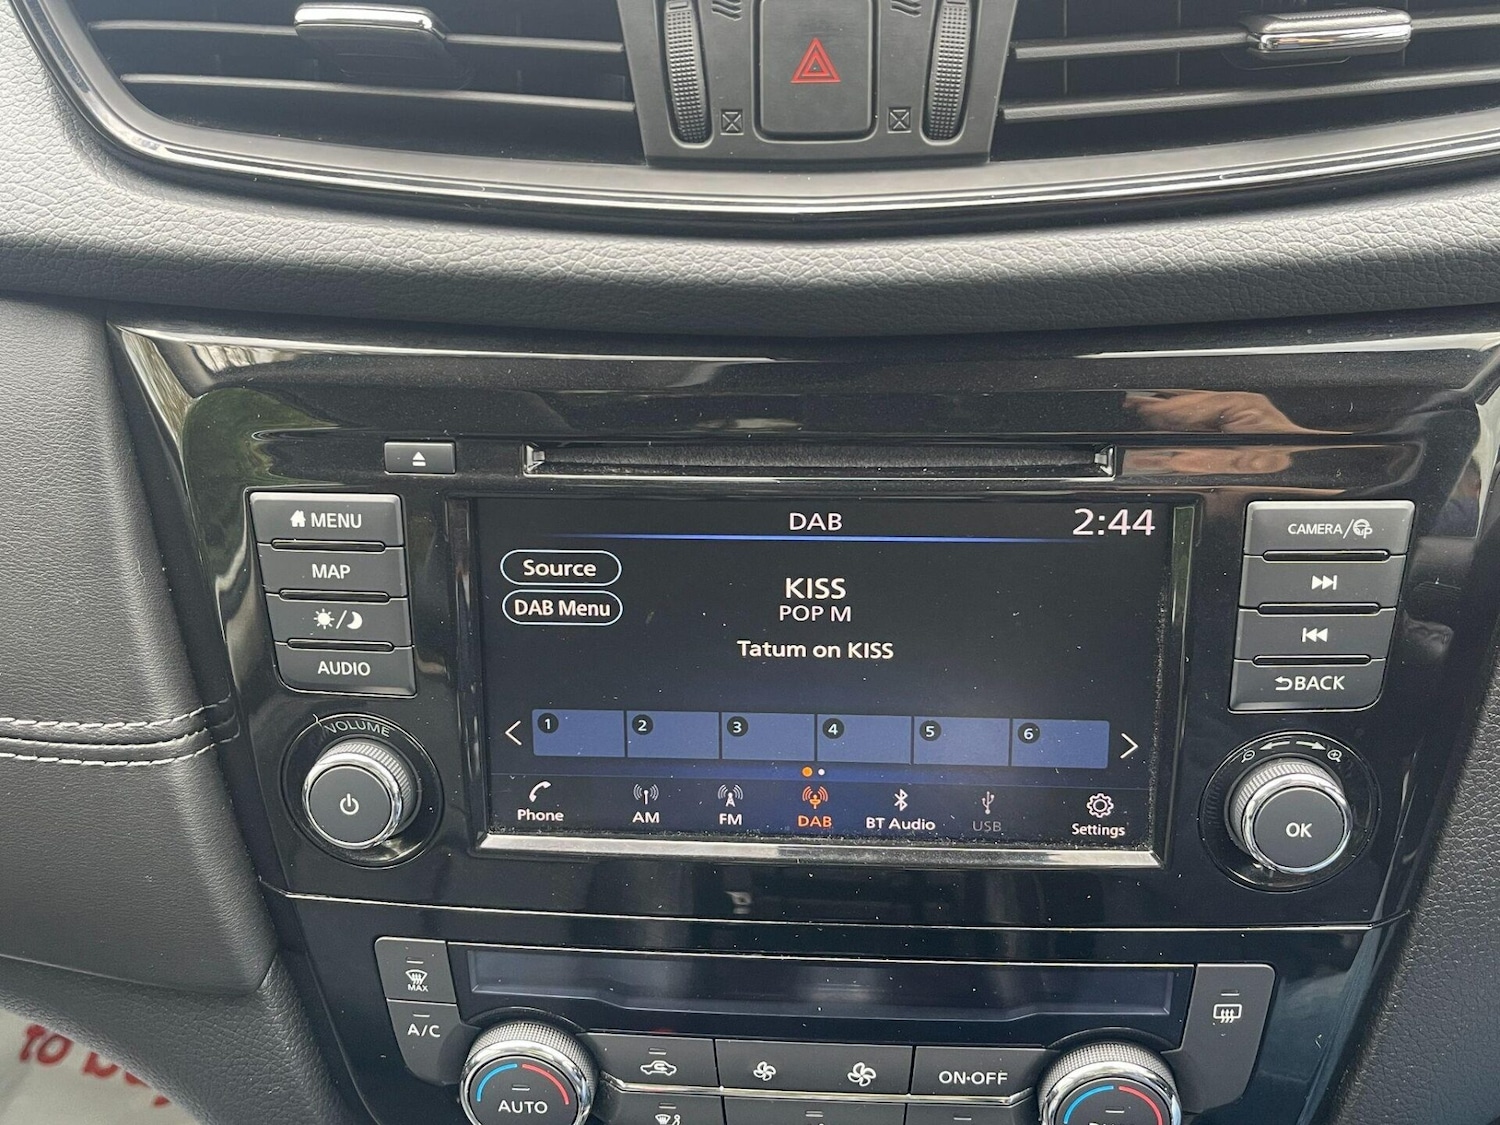 DAB
2:44
Source
DAB Menu
KISS
POP M
Tatum on KISS
1 2 3 4 5 6
Phone
AM
FM
DAB
BT Audio
USB
Settings
MENU
MAP
AUDIO
VOLUME
CAMERA/
BACK
OK
MAX
A/C
AUTO
ON·OFF
to b